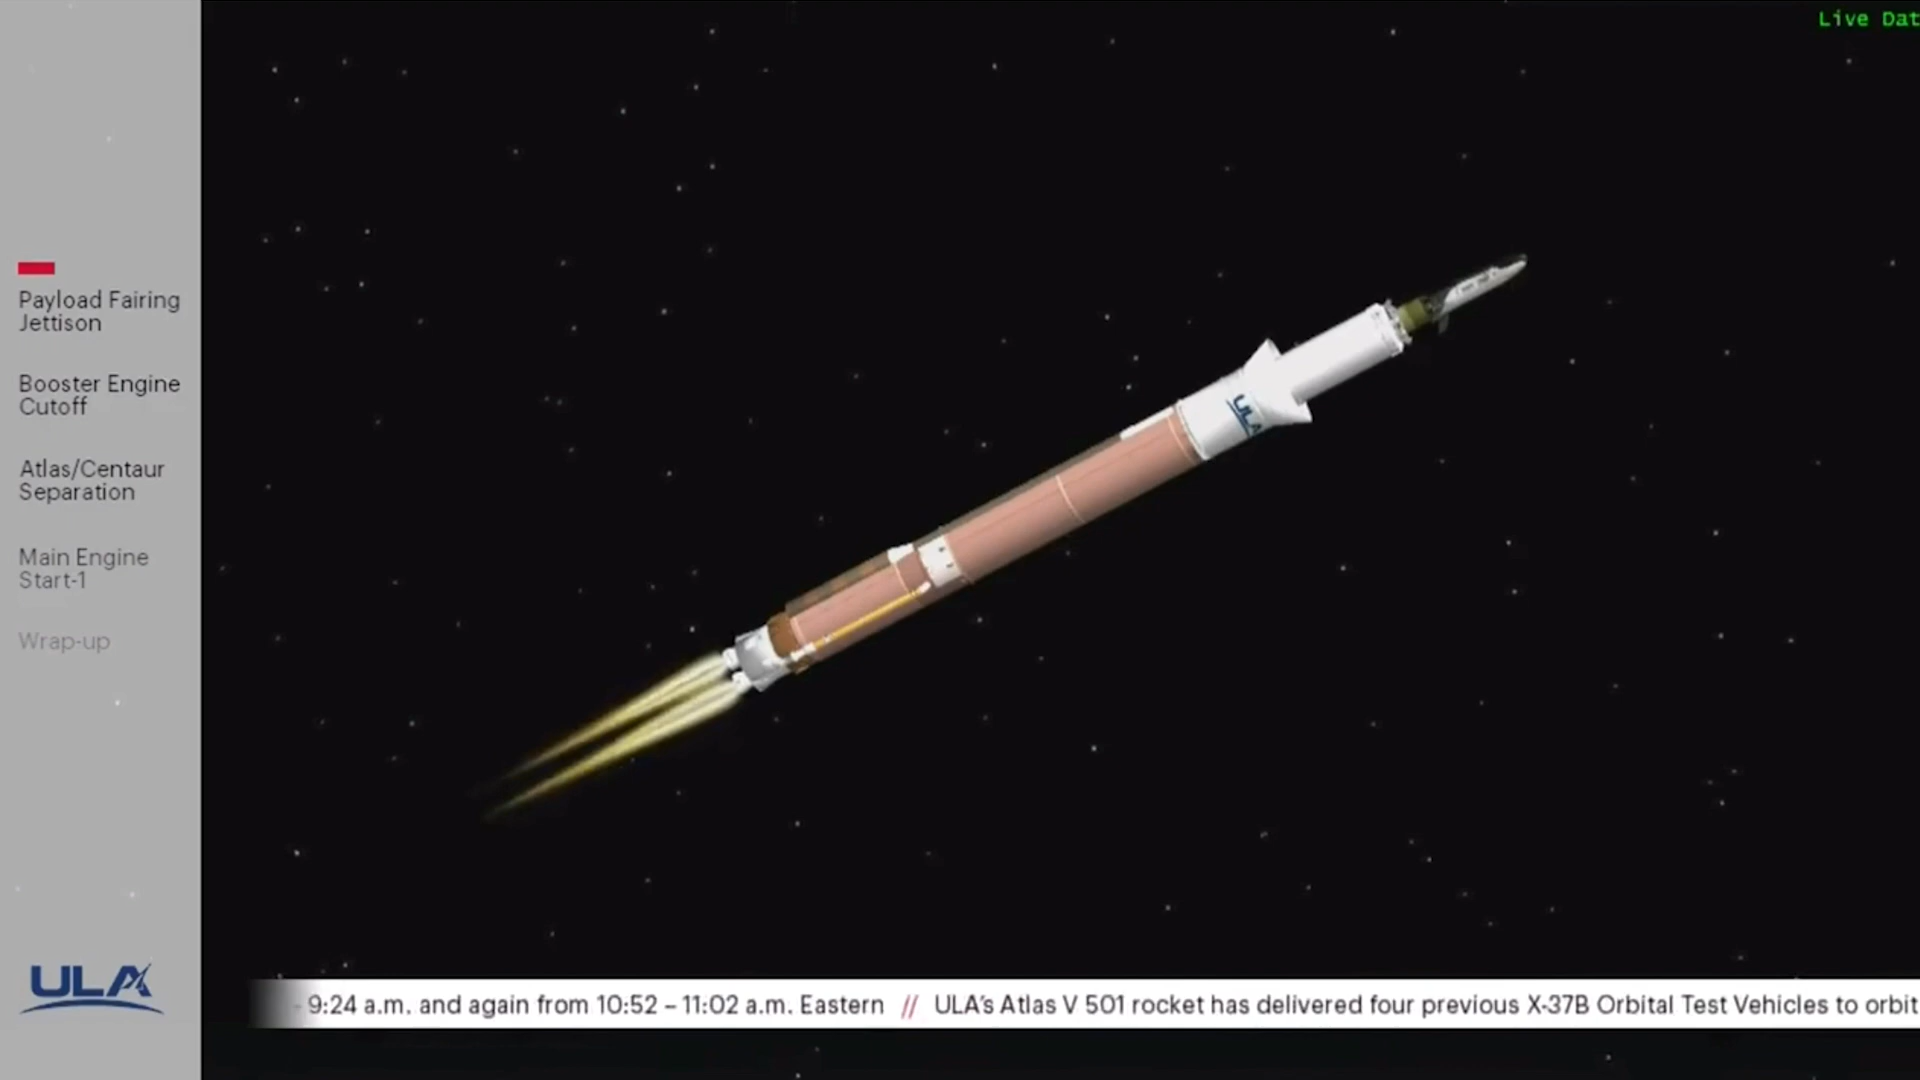 Live Dat
Payload Fairing
Jettison
Booster Engine
Cutoff
Atlas/Centaur
Separation
Main Engine
Start-1
Wrap-up
ULA
ULA
9:24 a.m. and again from 10:52 – 11:02 a.m. Eastern // ULA's Atlas V 501 rocket has delivered four previous X-37B Orbital Test Vehicles to orbit